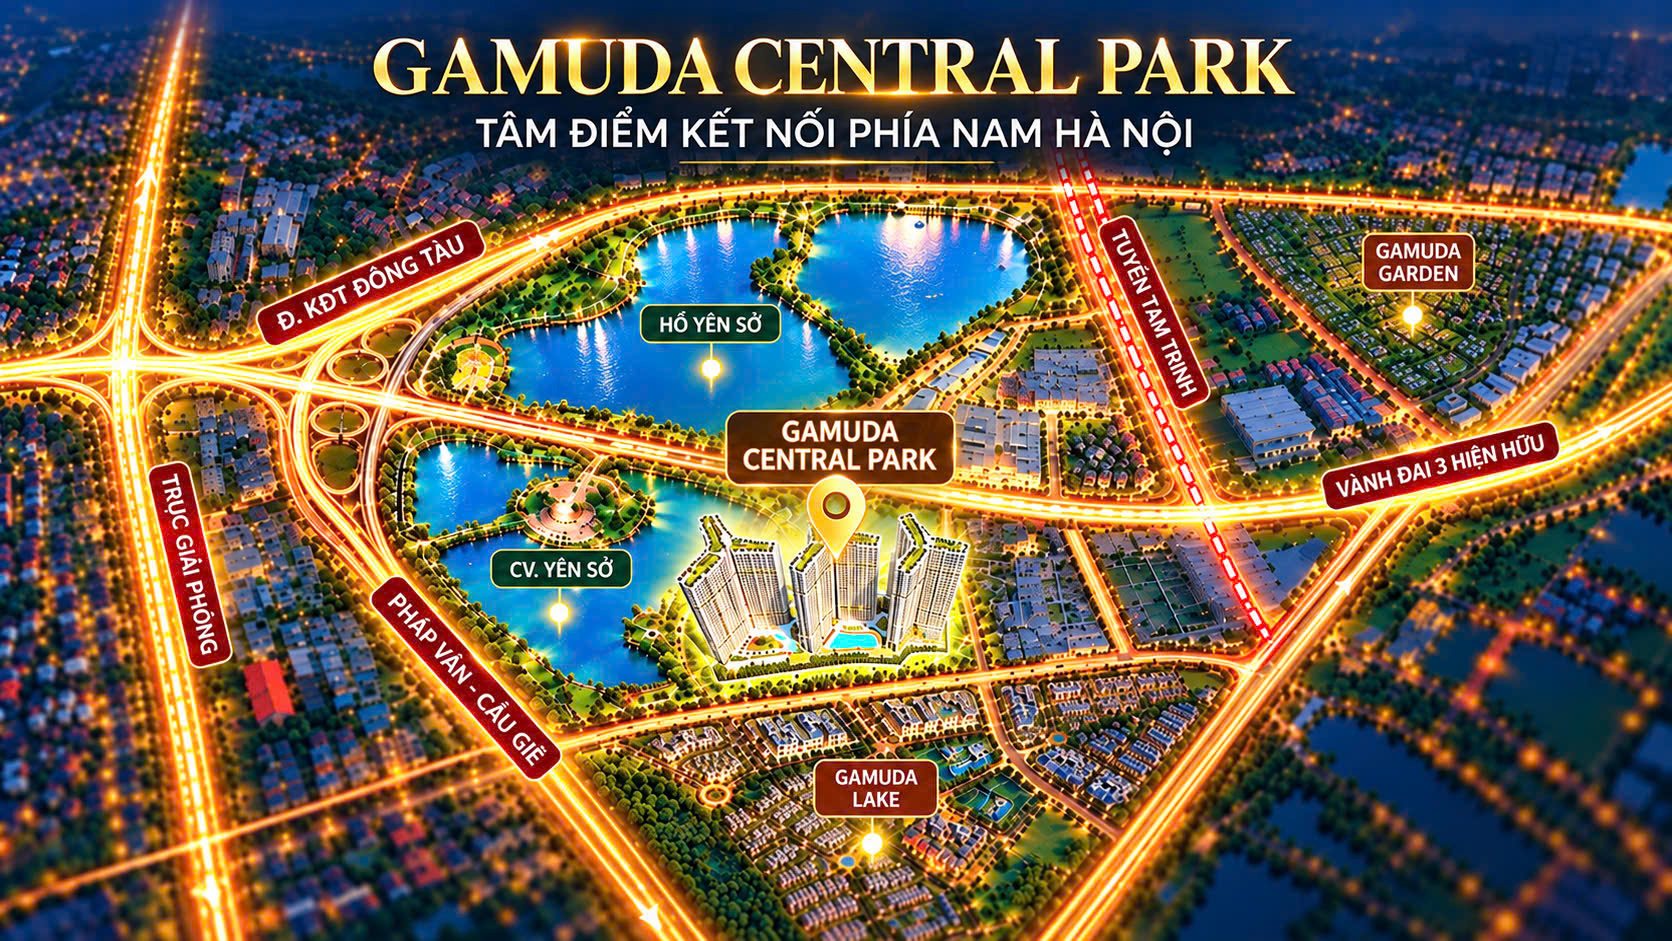 GAMUDA CENTRAL PARK
TÂM ĐIỂM KẾT NỐI PHÍA NAM HÀ NỘI
Đ. KĐT ĐÔNG TÀU
TUYẾN TAM TRINH
GAMUDA
GARDEN
HỒ YÊN SỞ
GAMUDA
CENTRAL PARK
VÀNH ĐAI 3 HIỆN HỮU
TRỤC GIẢI PHÓNG
CV. YÊN SỞ
PHÁP VÂN - CẦU GIẼ
GAMUDA
LAKE